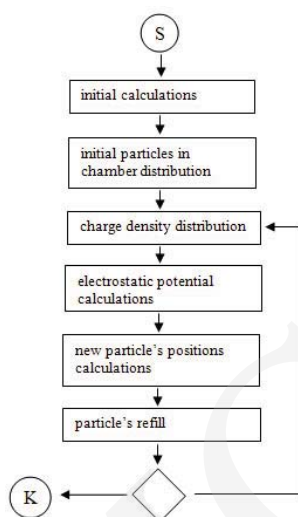 S
initial calculations
initial particles in
chamber distribution
charge density distribution
electrostatic potential
calculations
new particle's positions
calculations
particle's refill
K